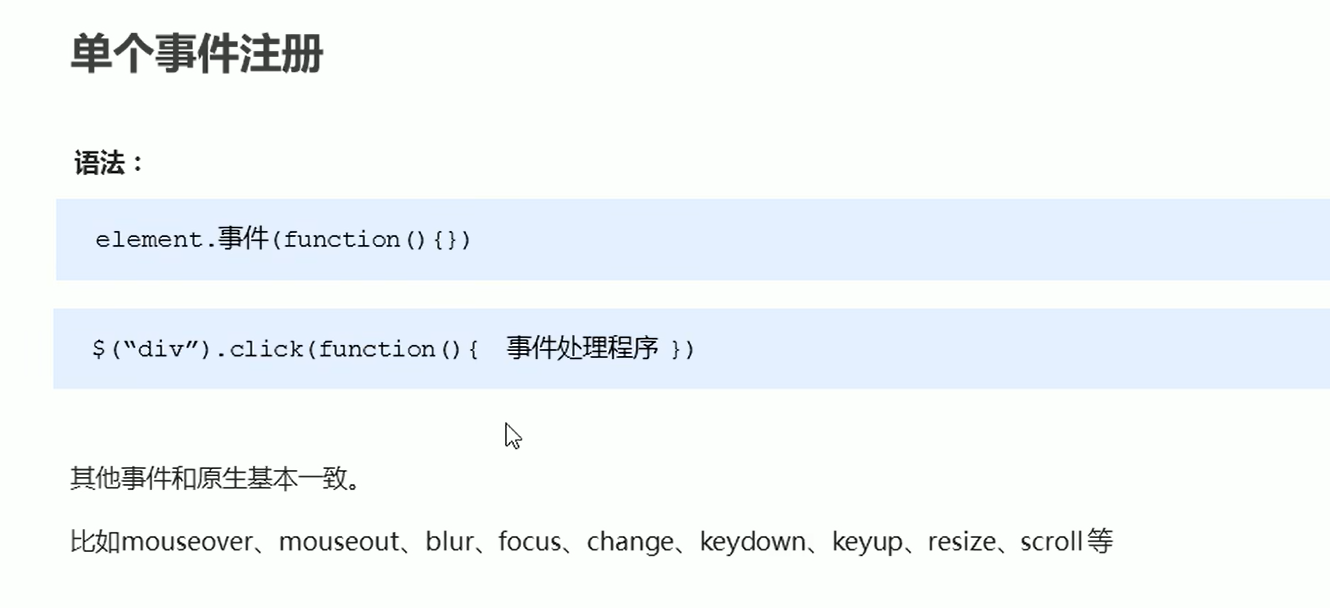 单个事件注册
语法：
element.事件(function(){})
$(“div”).click(function(){ 事件处理程序 })
其他事件和原生基本一致。
比如mouseover、mouseout、blur、focus、change、keydown、keyup、resize、scroll等